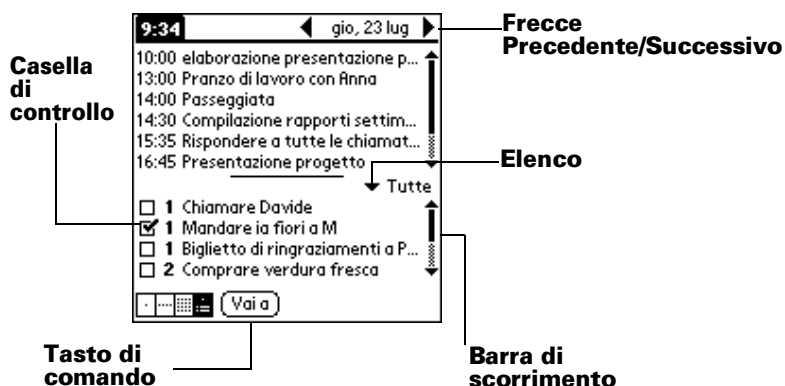 9:34
gio, 23 lug
10:00 elaborazione presentazione p...
13:00 Pranzo di lavoro con Anna
14:00 Passeggiata
14:30 Compilazione rapporti settim...
15:35 Rispondere a tutte le chiamat...
16:45 Presentazione progetto
Tutte
1 Chiamare Davide
1 Mandare ia fiori a M
1 Biglietto di ringraziamenti a P...
2 Comprare verdura fresca
Vai a
Frecce
Precedente/Successivo
Casella
di
controllo
Elenco
Tasto di
comando
Barra di
scorrimento